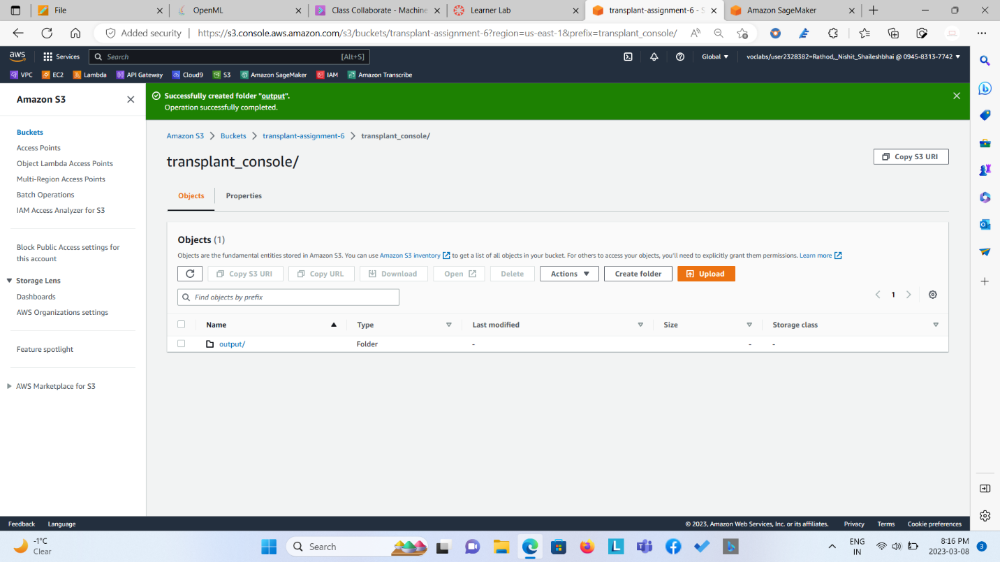 File
OpenML
Class Collaborate - Machine
Learner Lab
transplant-assignment-6 - S
Amazon SageMaker
Added security
https://s3.console.aws.amazon.com/s3/buckets/transplant-assignment-6?region=us-east-1&prefix=transplant_console/
aws
Services
Search
[Alt+S]
Global
voclabs/user2328382=Rathod,_Nishit_Shaileshbhai @ 0945-8313-7742
VPC
EC2
Lambda
API Gateway
Cloud9
S3
Amazon SageMaker
IAM
Amazon Transcribe
Amazon S3
Buckets
Access Points
Object Lambda Access Points
Multi-Region Access Points
Batch Operations
IAM Access Analyzer for S3
Block Public Access settings for
this account
Storage Lens
Dashboards
AWS Organizations settings
Feature spotlight
AWS Marketplace for S3
Successfully created folder "output".
Operation successfully completed.
Amazon S3 > Buckets > transplant-assignment-6 > transplant_console/
transplant_console/
Copy S3 URI
Objects
Properties
Objects (1)
Objects are the fundamental entities stored in Amazon S3. You can use Amazon S3 inventory to get a list of all objects in your bucket. For others to access your objects, you'll need to explicitly grant them permissions. Learn more
Copy S3 URI
Copy URL
Download
Open
Delete
Actions
Create folder
Upload
Find objects by prefix
1
Name
Type
Last modified
Size
Storage class
output/
Folder
-
-
-
Feedback
Language
© 2023, Amazon Web Services, Inc. or its affiliates.
Privacy
Terms
Cookie preferences
-1°C
Clear
Search
ENG
IN
8:16 PM
2023-03-08
3